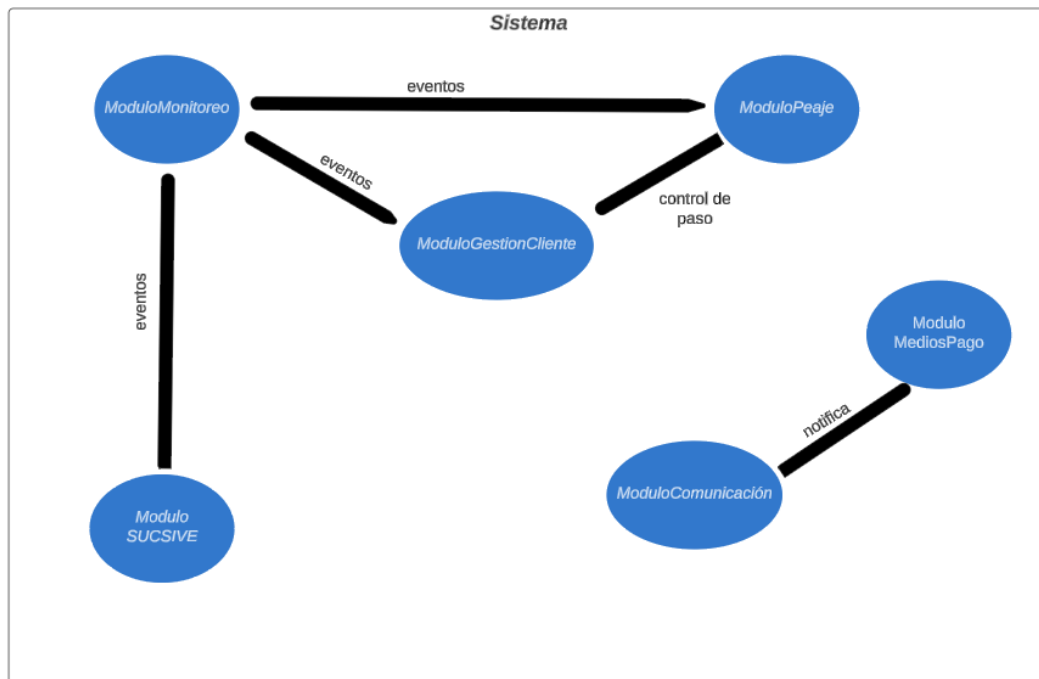 Sistema
ModuloMonitoreo
eventos
ModuloPeaje
eventos
control de
paso
ModuloGestionCliente
eventos
Modulo
MediosPago
notifica
ModuloComunicación
Modulo
SUCSIVE